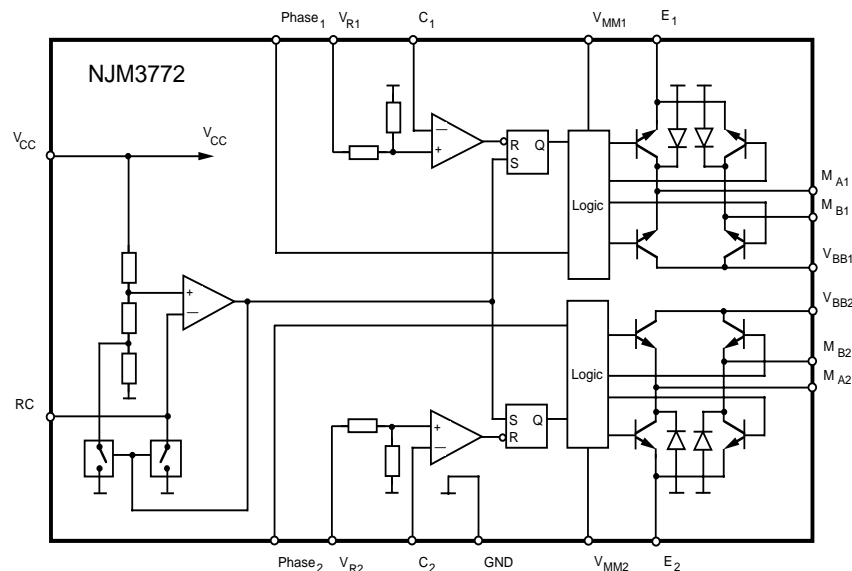 Phase1 VR1 C1 VMM1 E1
NJM3772
VCC VCC
R Q
S
Logic
MA1
MB1
VBB1
VBB2
Logic
MB2
MA2
RC
S Q
R
Phase2 VR2 C2 GND VMM2 E2
+
—
+
—
+
—